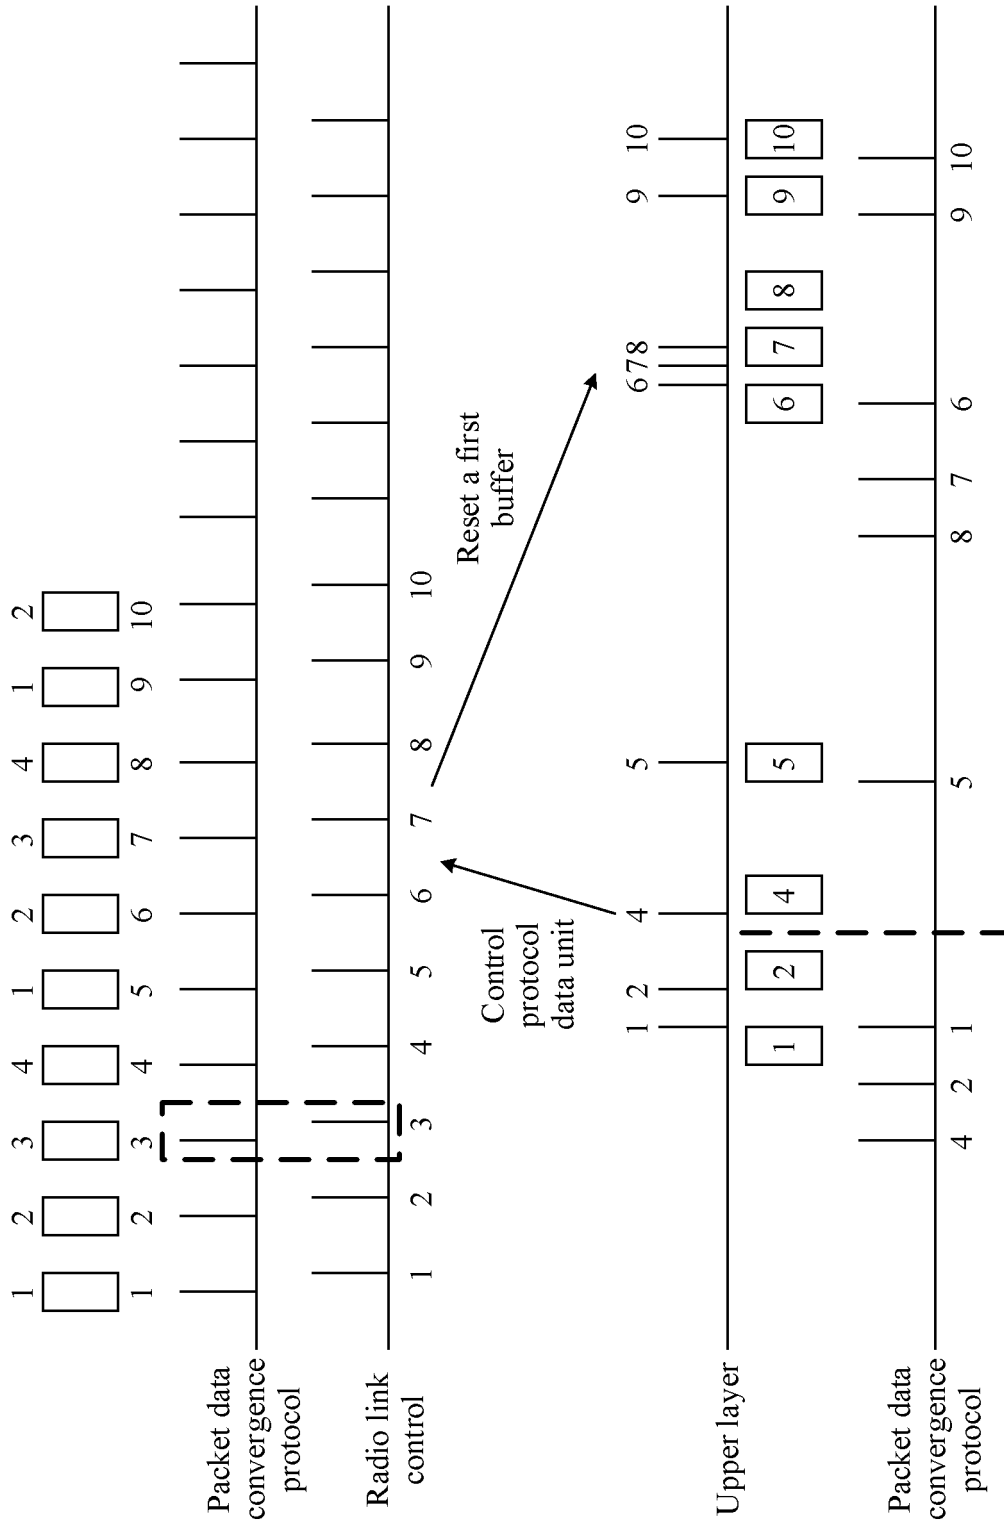 1 2 3 4 1 2 3 4 1 2
1 2 3 4 5 6 7 8 9 10
Packet data
convergence
protocol
Radio link
control
1 2 3 4 5 6 7 8 9 10
Control
protocol
data unit
Reset a first
buffer
1 2 4 5 678 9 10
Upper layer
1 2 4 5 6 7 8 9 10
Packet data
convergence
protocol
4 2 1 5 8 7 6 9 10